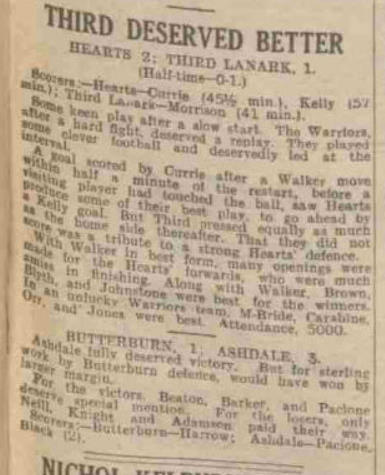 THIRD DESERVED BETTER
HEARTS 2; THIRD LANARK, 1.
(Half-time—0-1.)
Scorers:—Hearts—Currie (45½ min.), Kelly (57
min.); Third Lanark—Morrison (41 min.).
Some keen play after a slow start. The Warriors,
after a hard fight, deserved a replay. They played
some clever football and deservedly led at the
interval.
A goal scored by Currie after a Walker move
within half a minute of the restart, before a
visiting player had touched the ball, saw Hearts
produce some of their best play, to go ahead by
a Kelly goal. But Third pressed equally as much
as the home side thereafter. That they did not
score was a tribute to a strong Hearts' defence.
With Walker in best form, many openings were
made for the Hearts' forwards, who were much
amiss in finishing. Along with Walker, Brown,
Blyth, and Johnstone were best for the winners.
In an unlucky Warriors team, M‘Bride, Carabine,
Orr, and Jones were best. Attendance, 5000.
BUTTERBURN, 1; ASHDALE, 3.
Ashdale fully deserved victory. But for sterling
work by Butterburn defence, would have won by
larger margin.
For the victors, Beaton, Barker, and Pacione
deserve special mention. For the losers, only
Neill, Knight and Adamson paid their way.
Scorers:—Butterburn—Harrow; Ashdale—Pacione,
Black (2).
NICHOL